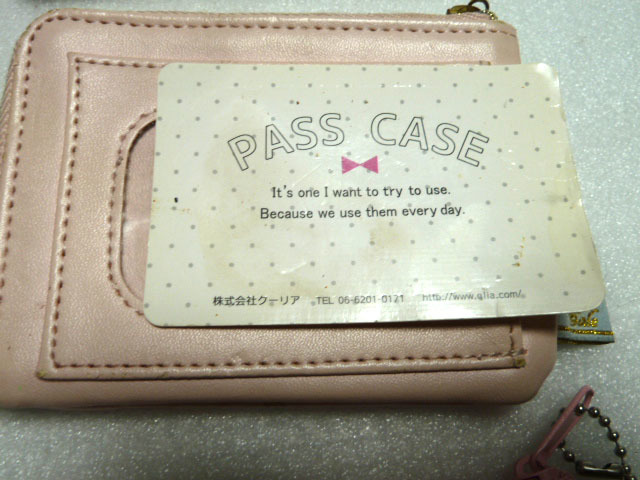 PASS CASE
It's one I want to try to use.
Because we use them every day.
株式会社クーリア TEL 06-6201-0121 http://www.qlia.com/